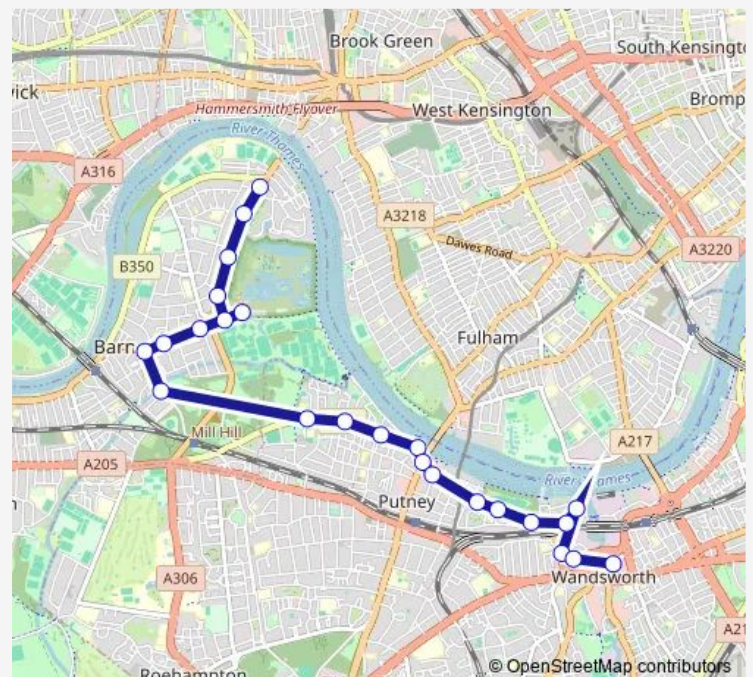 Brook Green
South Kensingt
wick
Hammersmith Flyover
West Kensington
Bromp
River Thames
A316
A3218
Dawes Road
A3220
B350
Fulham
Barn
A217
Mill Hill
A205
River Thames
Putney
A306
Wandsworth
A21
Roehampton
© OpenStreetMap contributors